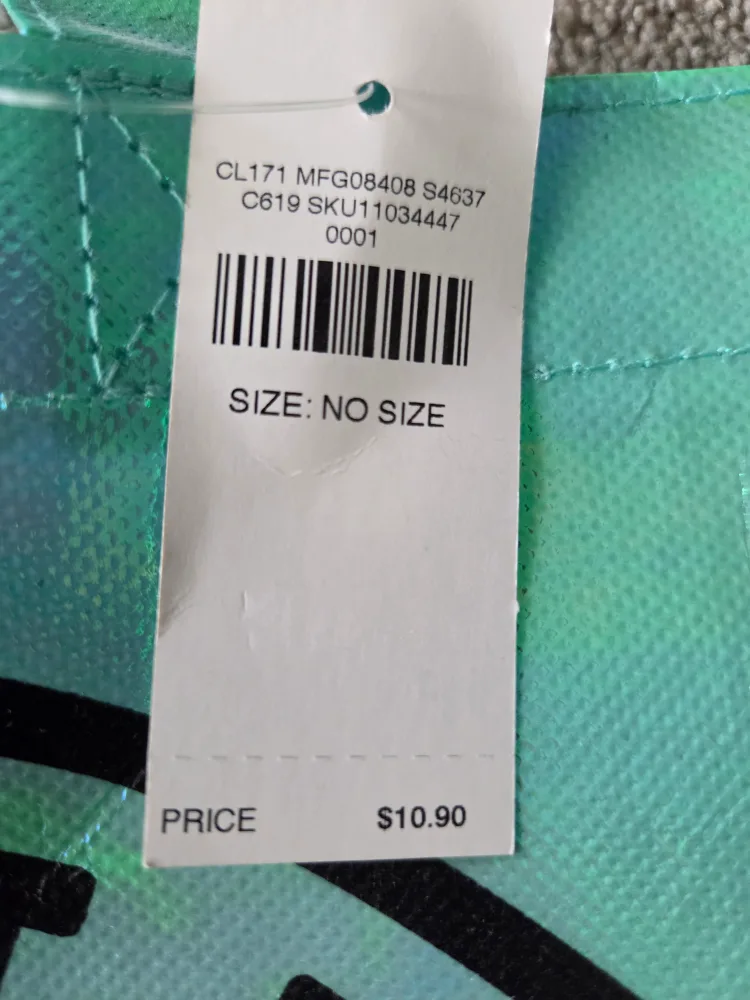 CL171 MFG08408 S4637
C619 SKU11034447
0001
SIZE: NO SIZE
PRICE $10.90